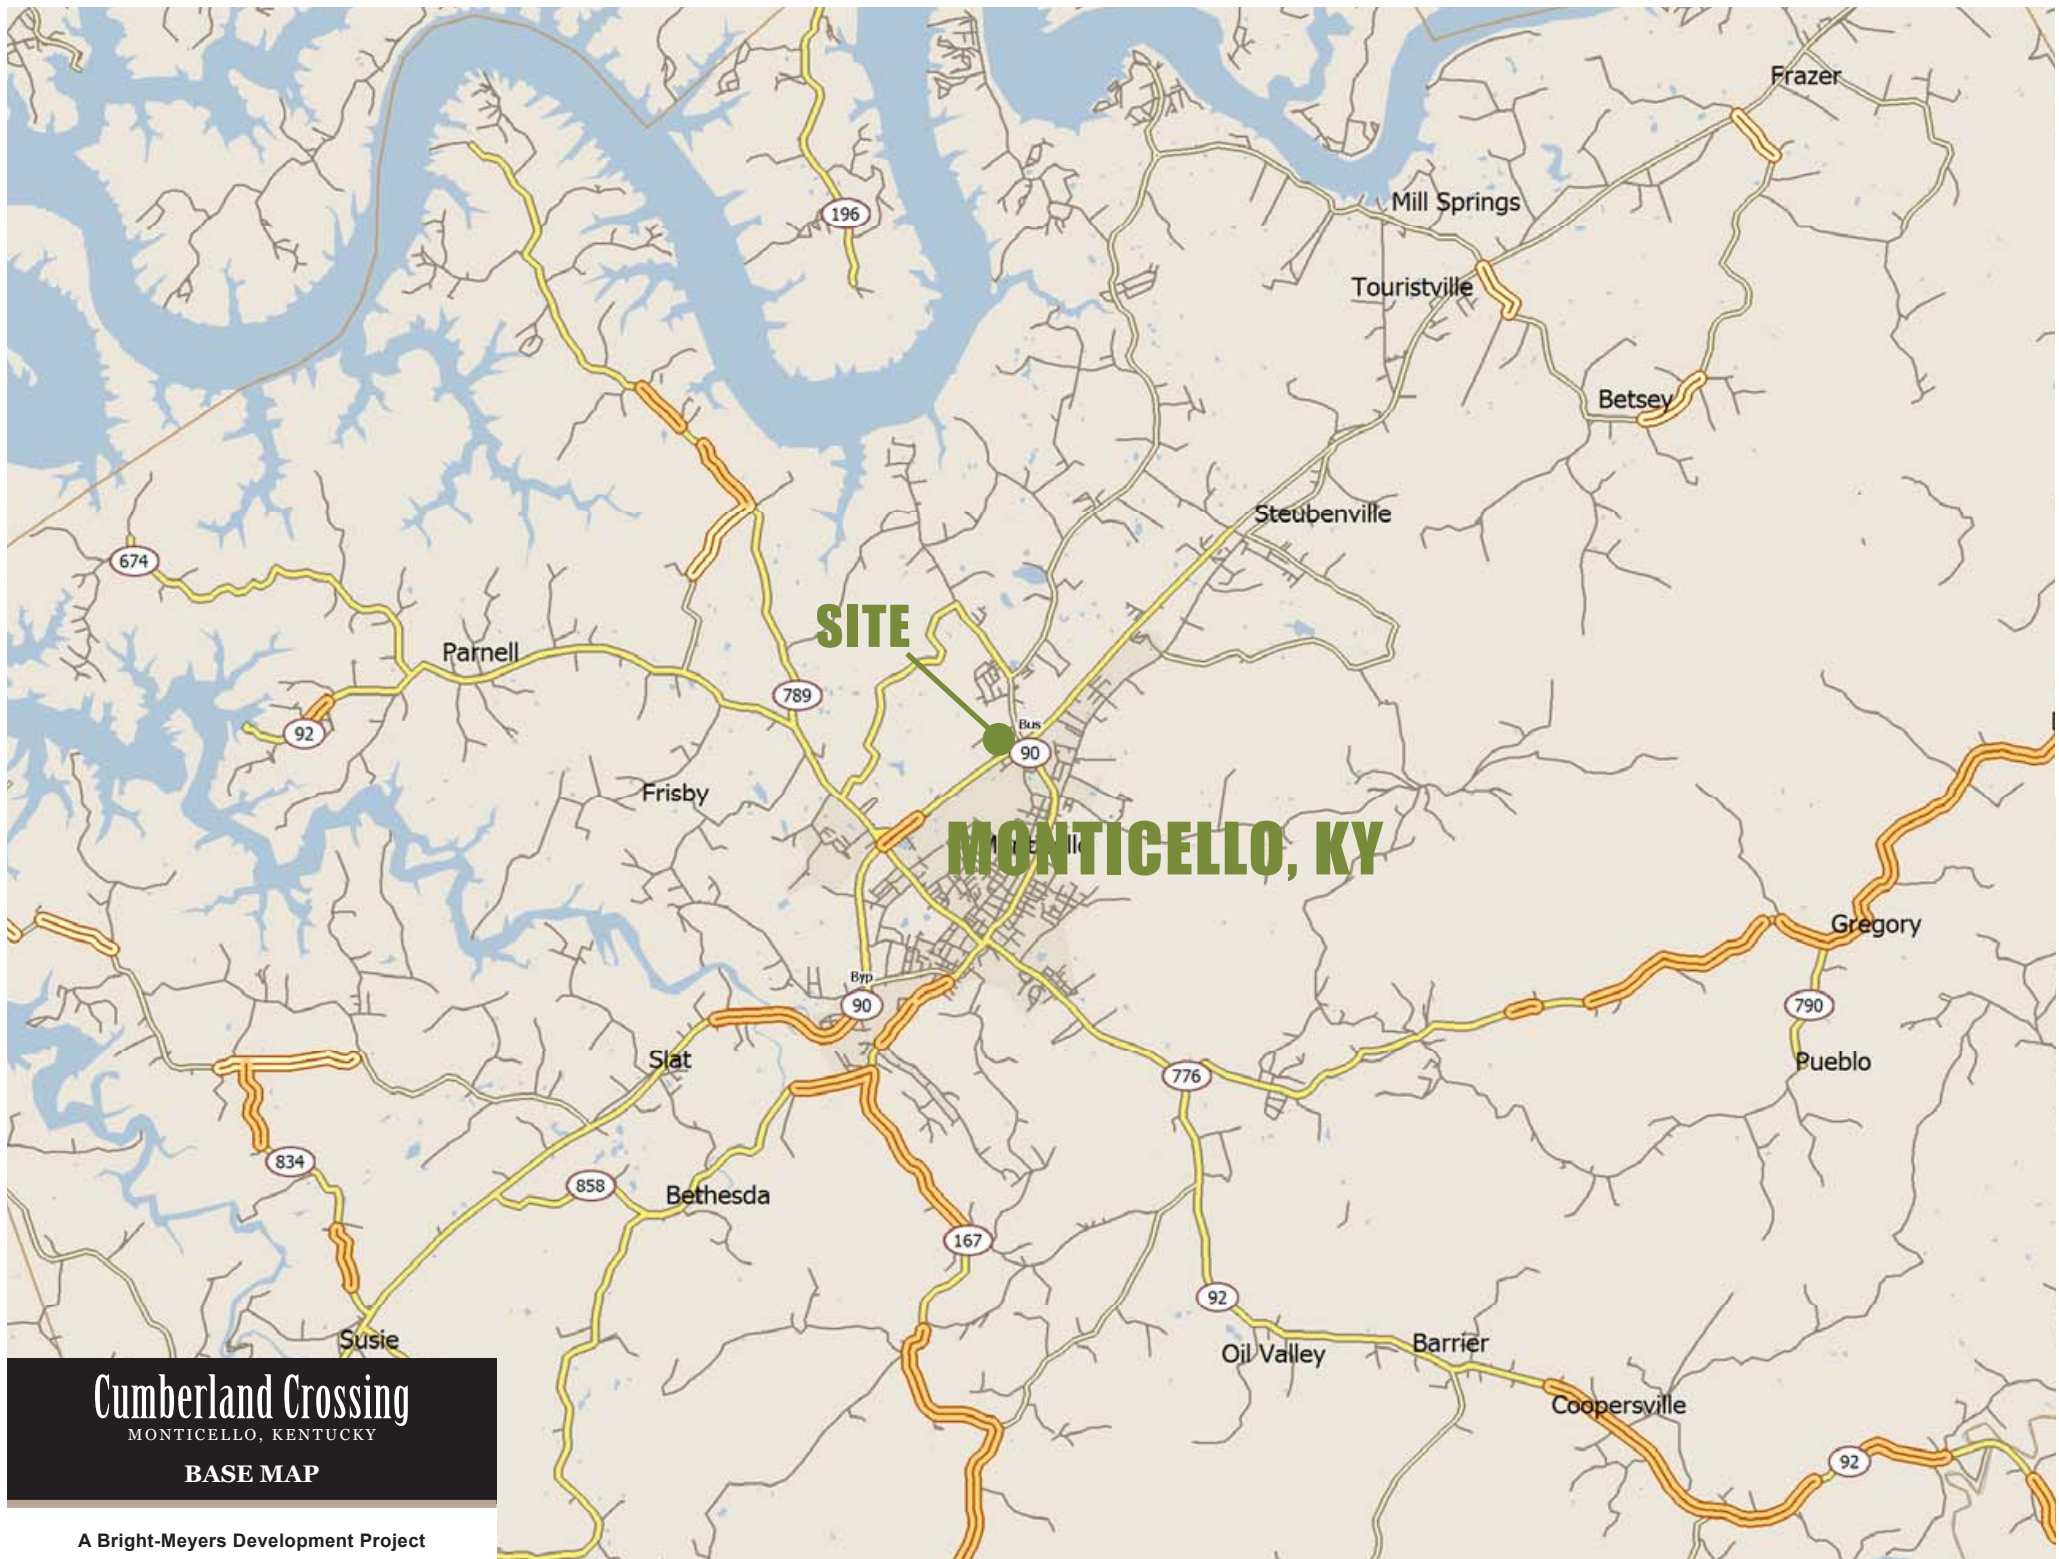 Frazer
196
Mill Springs
Touristville
Betsey
Steubenville
674
SITE
Parnell
789
Bus
92
90
Frisby
MONTICELLO, KY
Gregory
Byp
90
790
Slat
Pueblo
776
834
858
Bethesda
167
92
Susie
Oil Valley
Barrier
Coopersville
92
Cumberland Crossing
MONTICELLO, KENTUCKY
BASE MAP
A Bright-Meyers Development Project